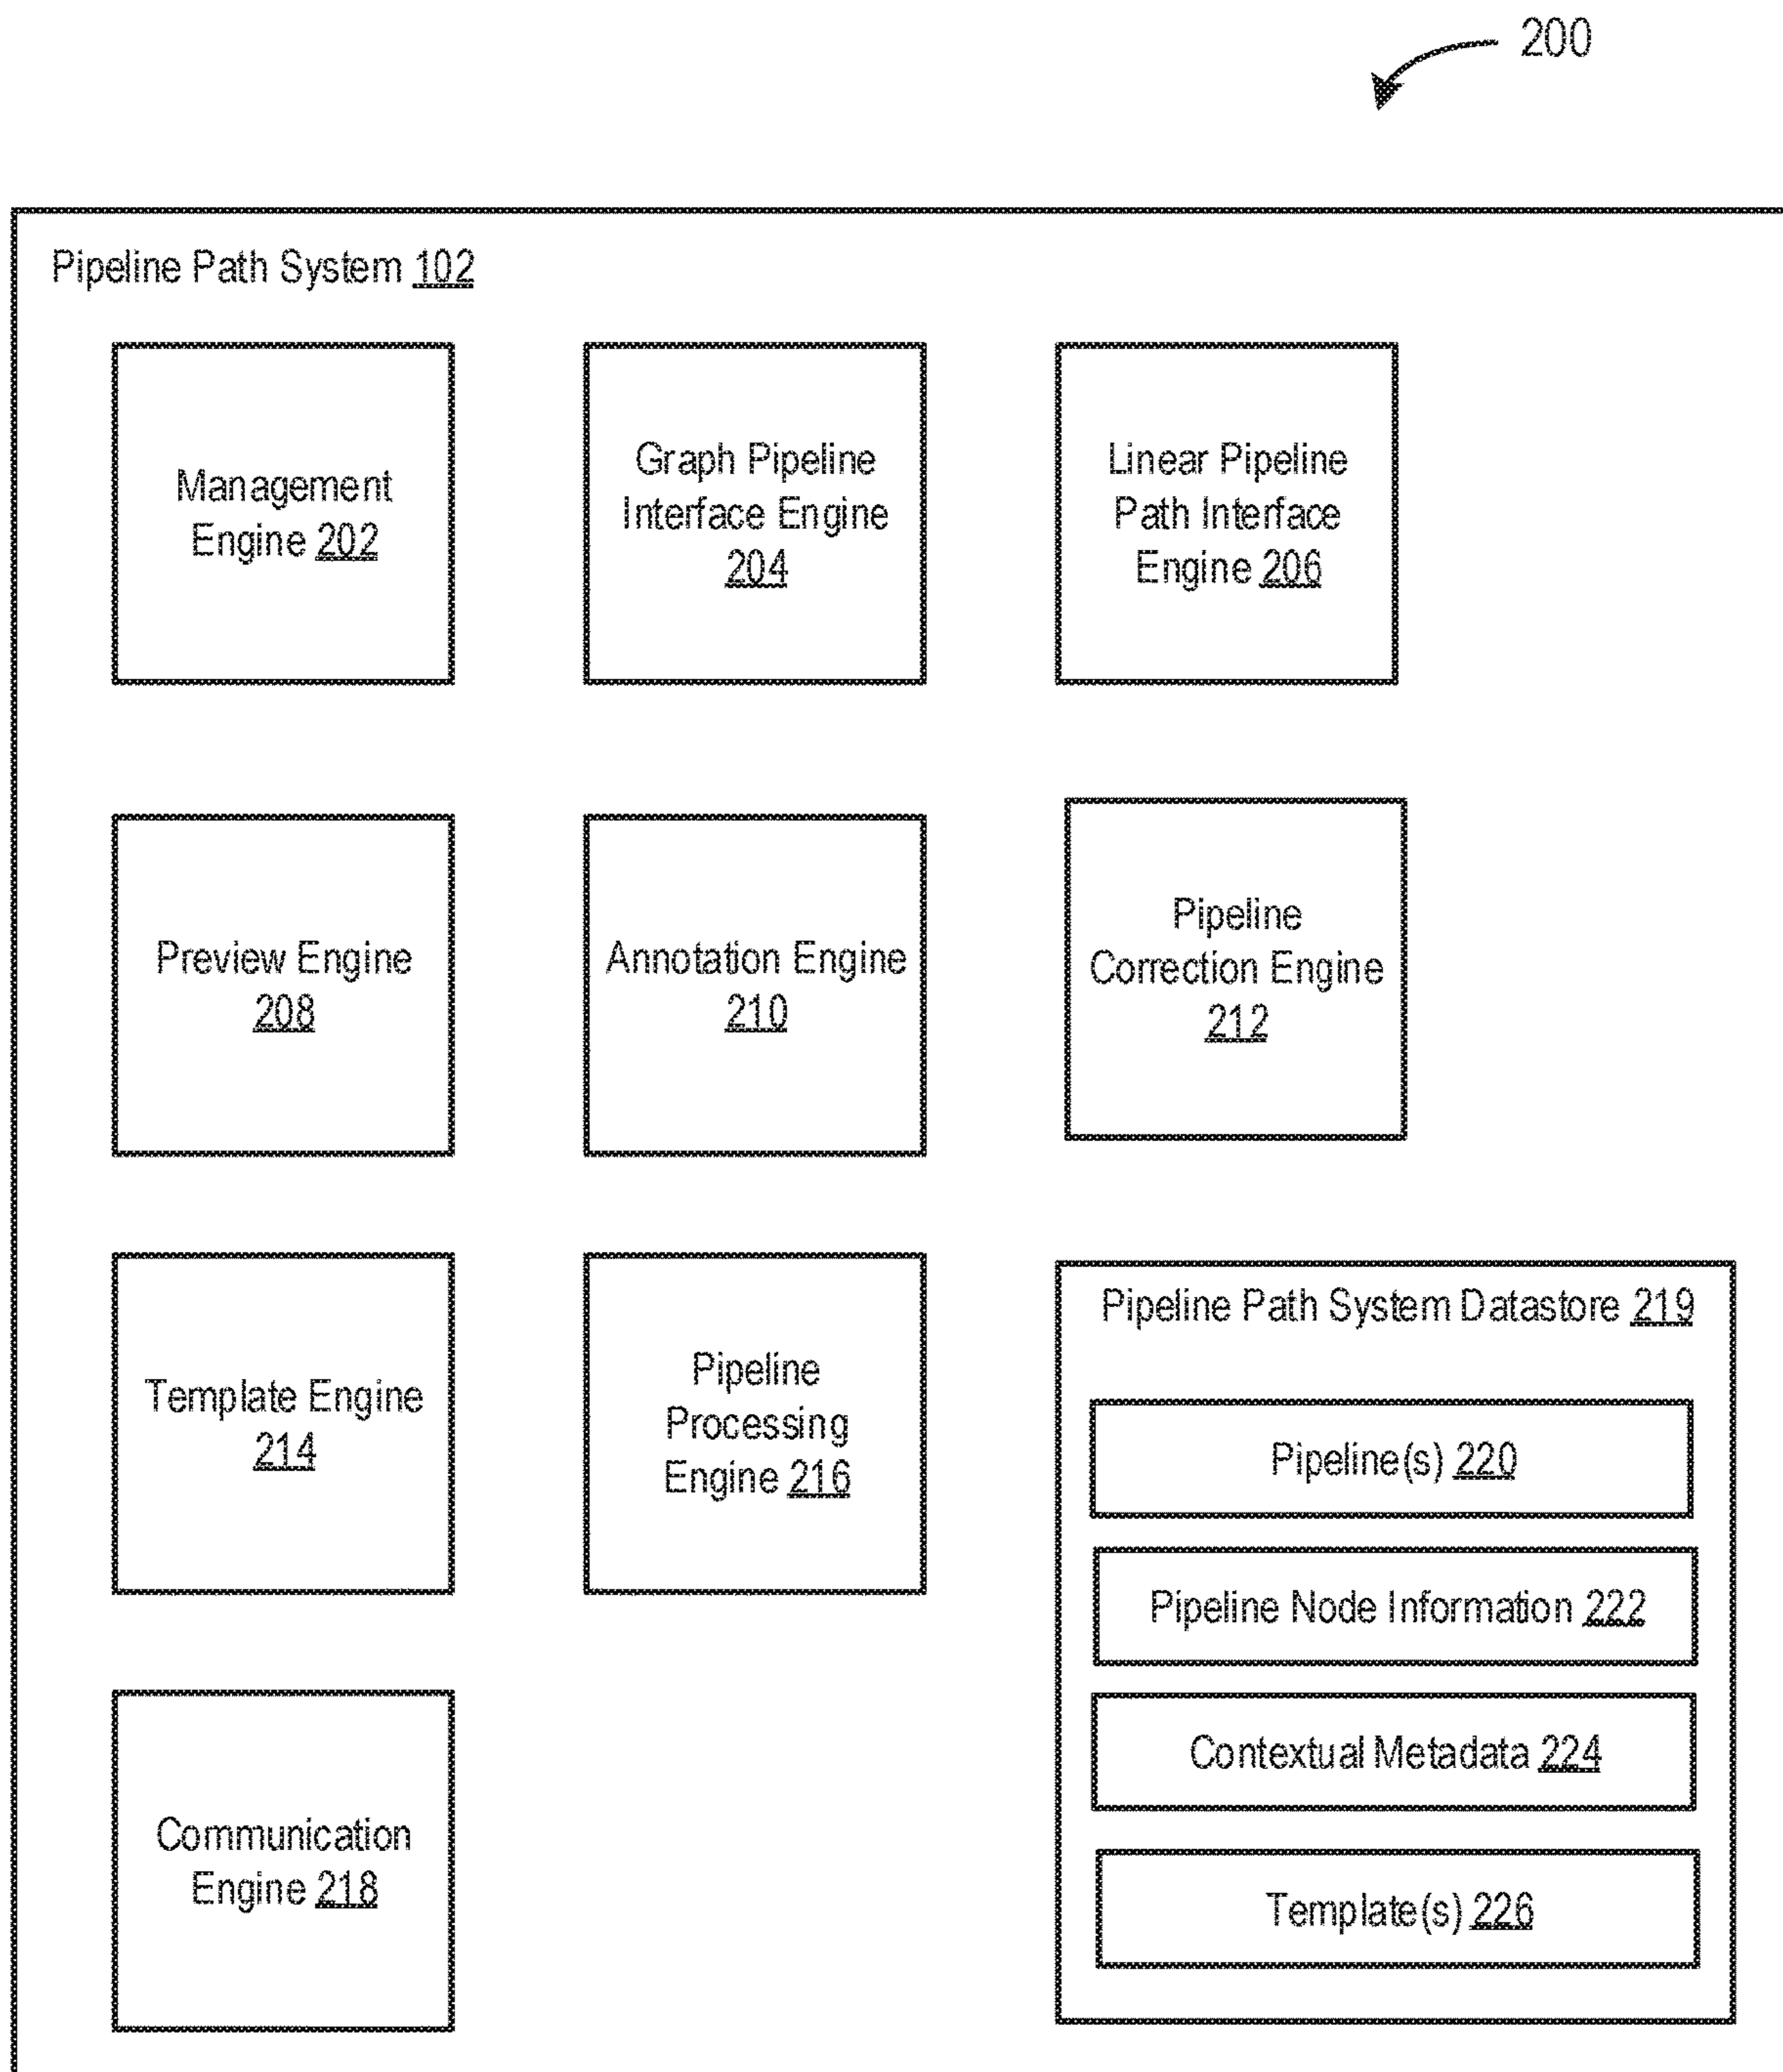 200
Pipeline Path System 102
Management
Engine 202
Graph Pipeline
Interface Engine
204
Linear Pipeline
Path Interface
Engine 206
Preview Engine
208
Annotation Engine
210
Pipeline
Correction Engine
212
Template Engine
214
Pipeline
Processing
Engine 216
Pipeline Path System Datastore 219
Pipeline(s) 220
Pipeline Node Information 222
Contextual Metadata 224
Template(s) 226
Communication
Engine 218